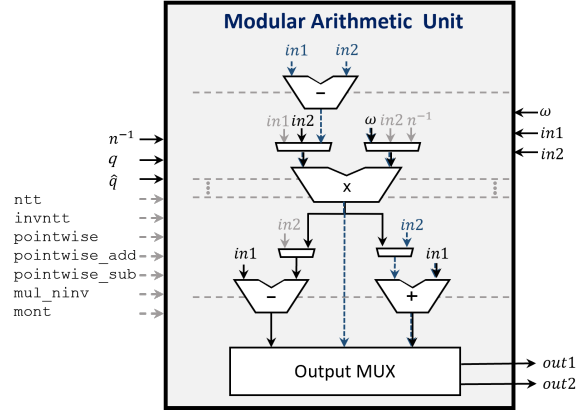 Modular Arithmetic Unit
in1 in2
−
in1 in2 ω in2 n⁻¹
ω
in1
in2
n⁻¹
q
q̂
x
ntt
invntt
pointwise
pointwise_add
pointwise_sub
mul_ninv
mont
in2 in2
in1 in1
− +
Output MUX
out1
out2